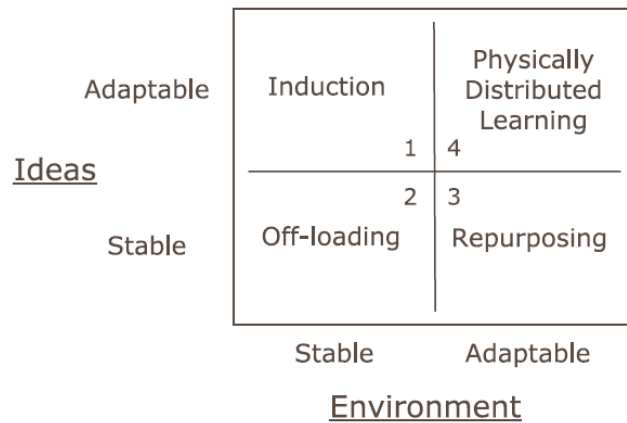 Adaptable
Induction
Physically
Distributed
Learning
1
4
Ideas
2
3
Stable
Off-loading
Repurposing
Stable
Adaptable
Environment